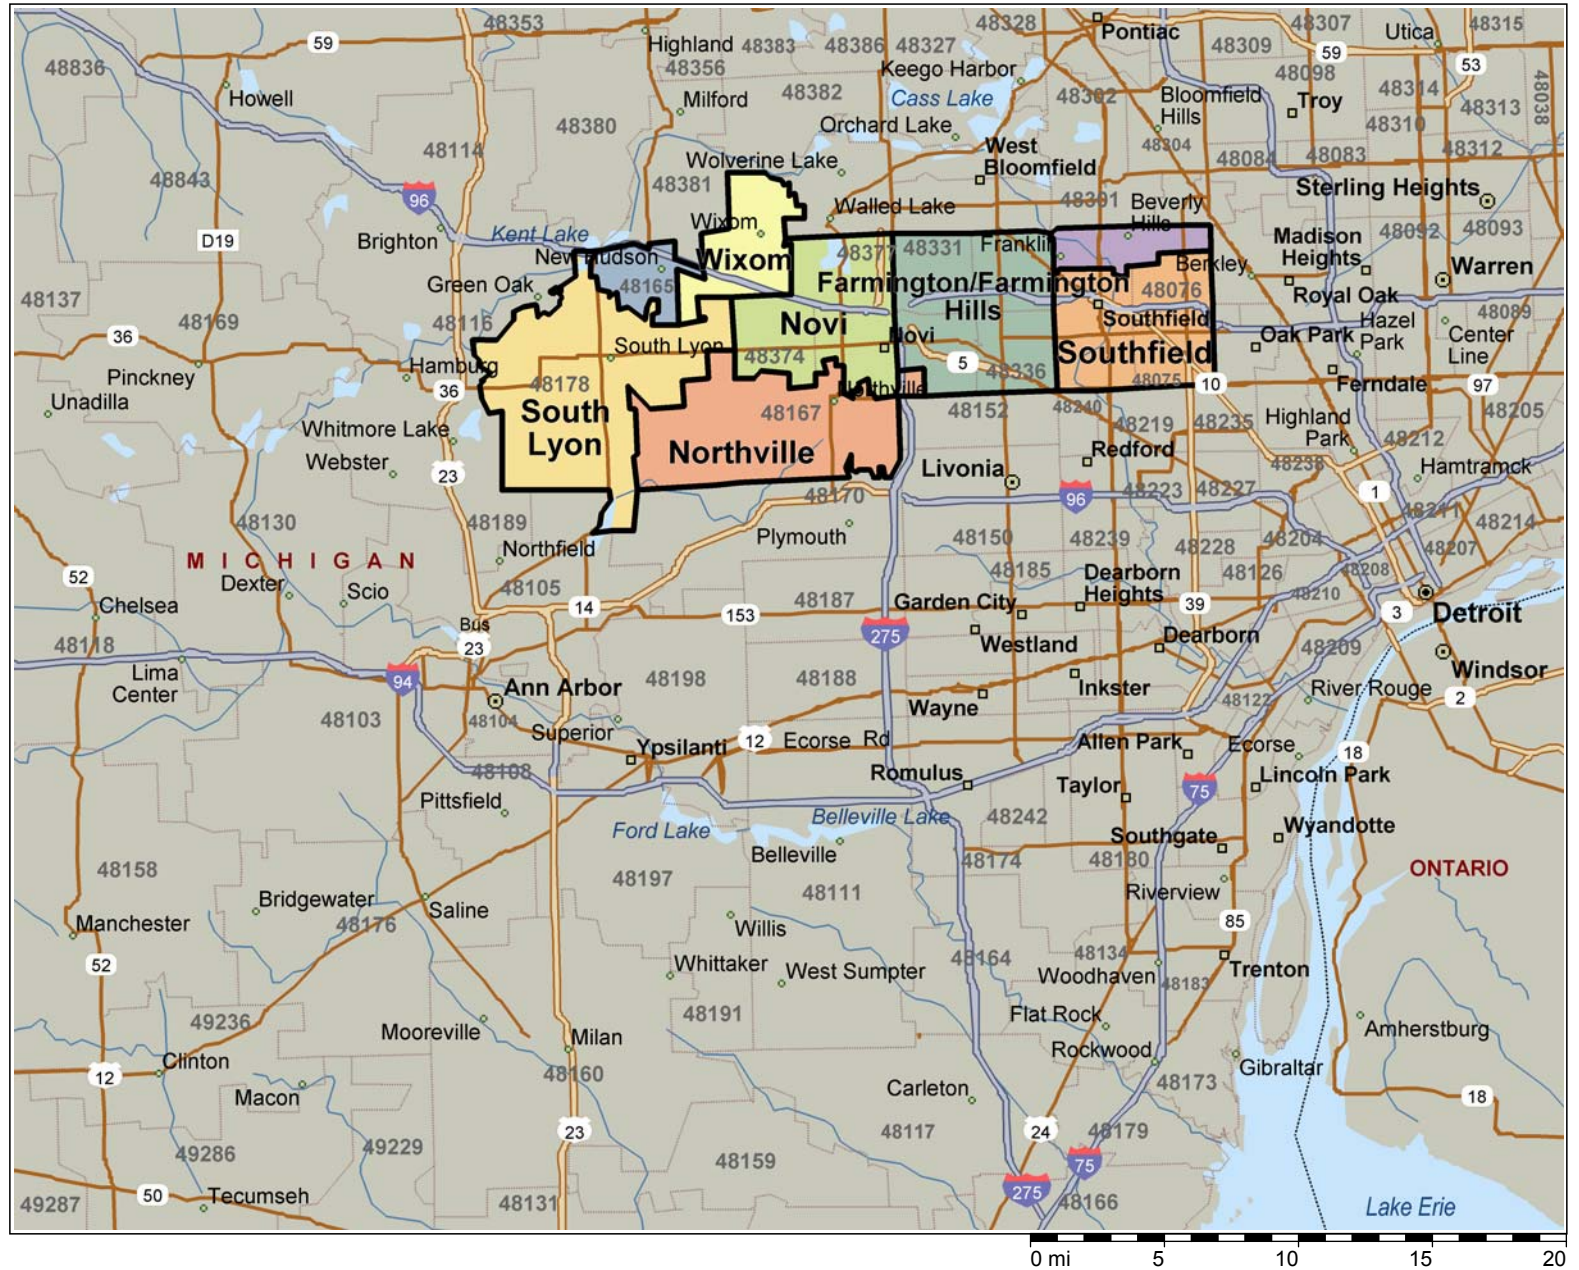 48353
48328
48307
48315
59
Highland
48383
48386
48327
Pontiac
48309
59
Utica
48836
48356
Keego Harbor
48098
53
Howell
Milford
48382
Cass Lake
48302
Bloomfield
Hills
Troy
48314
48313
48038
48380
Orchard Lake
48310
48114
Wolverine Lake
West
Bloomfield
48304
48084
48083
48312
48843
96
48381
48301
Beverly
Hills
Sterling Heights
Wixom
Walled Lake
D19
Brighton
Kent Lake
48377
48331
Franklin
Madison
Heights
48092
48093
New Hudson
Wixom
Berkley
Warren
Green Oak
48165
Farmington/Farmington
Hills
48076
Royal Oak
48137
48169
48116
Novi
Southfield
Oak Park
Hazel
Park
48089
Center
Line
36
South Lyon
Novi
Pinckney
Hamburg
48374
5
48336
Southfield
48075
10
Ferndale
97
Unadilla
36
48178
Northville
48167
48152
48240
48219
48235
Highland
Park
48205
Whitmore Lake
South
Lyon
48212
Webster
Northville
Redford
23
Livonia
48238
Hamtramck
48170
96
48223
48227
1
48130
48189
Plymouth
48211
48214
Northfield
48150
48239
48228
48204
48207
MICHIGAN
52
Dexter
Scio
48105
48185
Dearborn
Heights
48126
48208
Chelsea
14
153
48187
Garden City
39
48210
3
Detroit
48118
Bus
23
275
Westland
Dearborn
48209
Windsor
Lima
Center
94
Ann Arbor
48198
48188
Inkster
River Rouge
2
48103
48104
Superior
Wayne
48122
Ypsilanti
12
Ecorse Rd
Allen Park
Ecorse
18
48108
Romulus
Taylor
75
Lincoln Park
Pittsfield
Ford Lake
Belleville Lake
48242
Southgate
Wyandotte
Belleville
48174
48180
48158
48197
48111
ONTARIO
Bridgewater
Riverview
Manchester
48176
Saline
Willis
85
52
Whittaker
West Sumpter
48164
48134
Woodhaven
48183
Trenton
49236
Mooreville
48191
Flat Rock
Amherstburg
Milan
Rockwood
12
Clinton
48160
Gibraltar
Macon
Carleton
48173
18
49229
23
48117
24
48179
49286
48159
75
49287
50
Tecumseh
48131
275
48166
Lake Erie
0 mi 5 10 15 20